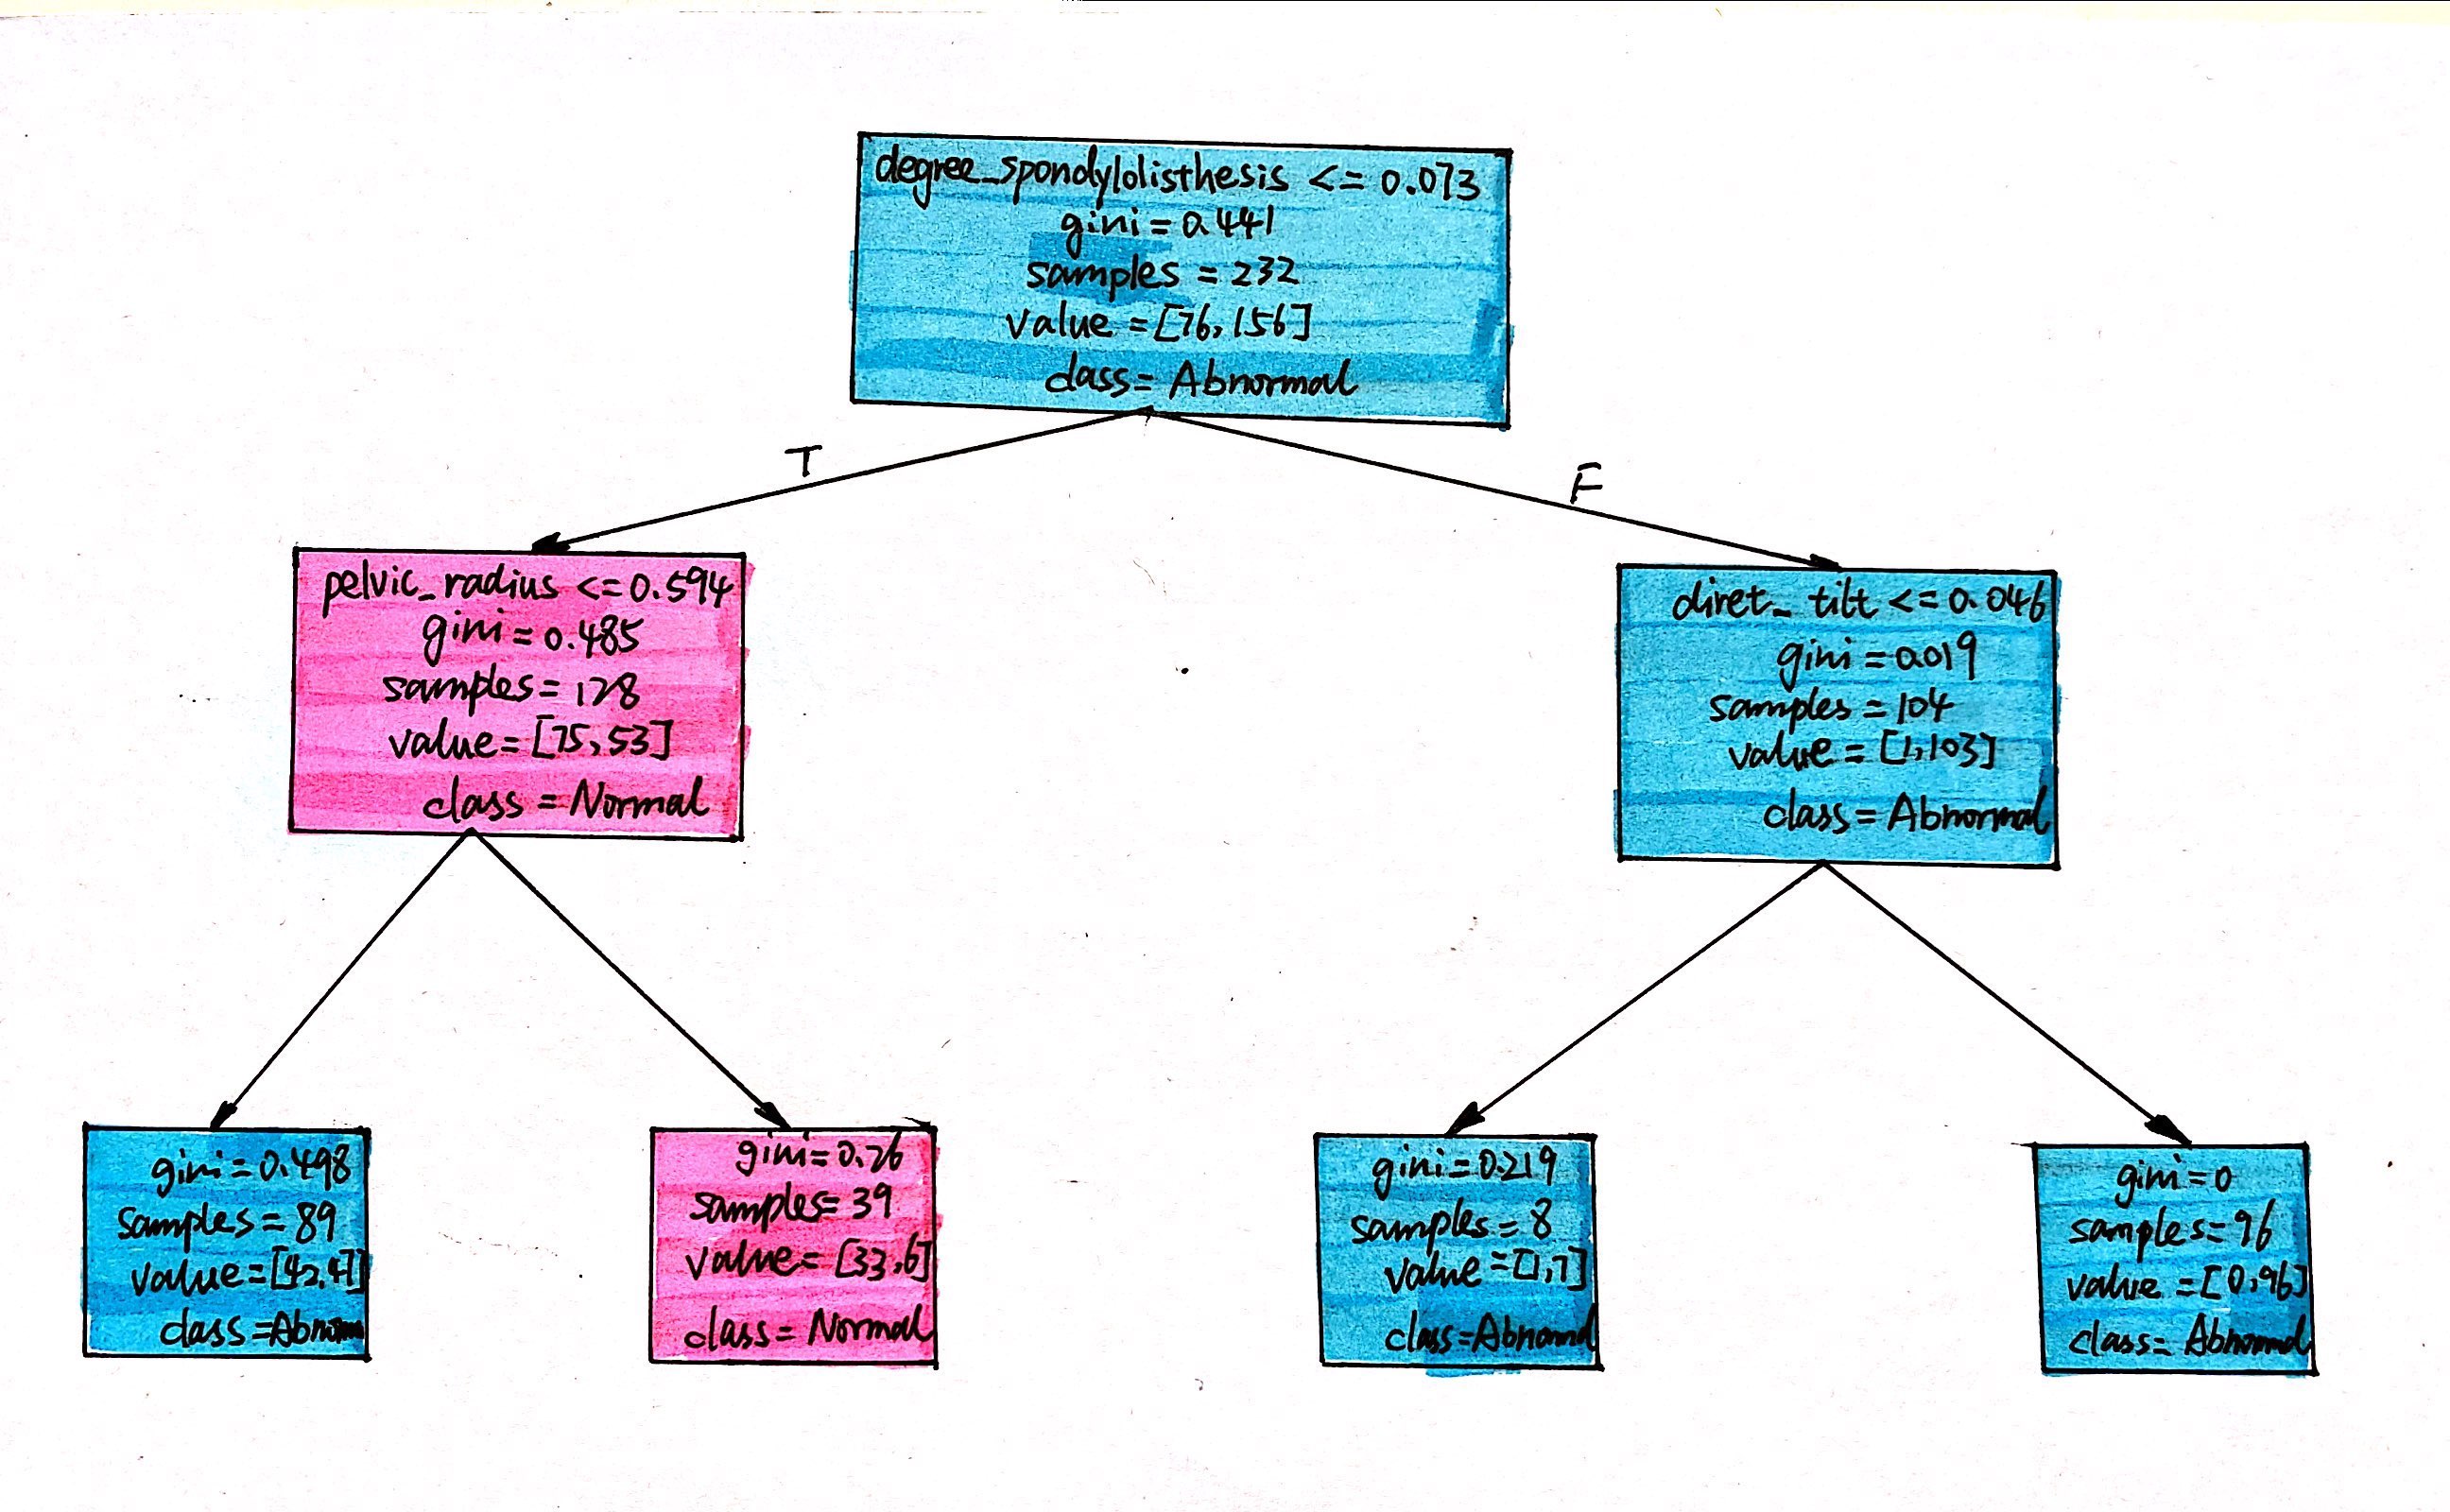 degree_spondylolisthesis <= 0.073
gini = 0.441
samples = 232
value = [76, 156]
class = Abnormal
T
F
pelvic_radius <= 0.594
gini = 0.485
samples = 128
value = [75, 53]
class = Normal
diret_ tilt <= 0.046
gini = 0.019
samples = 104
value = [1, 103]
class = Abnormal
gini = 0.498
samples = 89
value = [42, 47]
class = Abnorm
gini = 0.26
samples = 39
value = [33, 6]
class = Normal
gini = 0.219
samples = 8
value = [1, 7]
class = Abnormal
gini = 0
samples = 96
value = [0, 96]
class = Abnormal